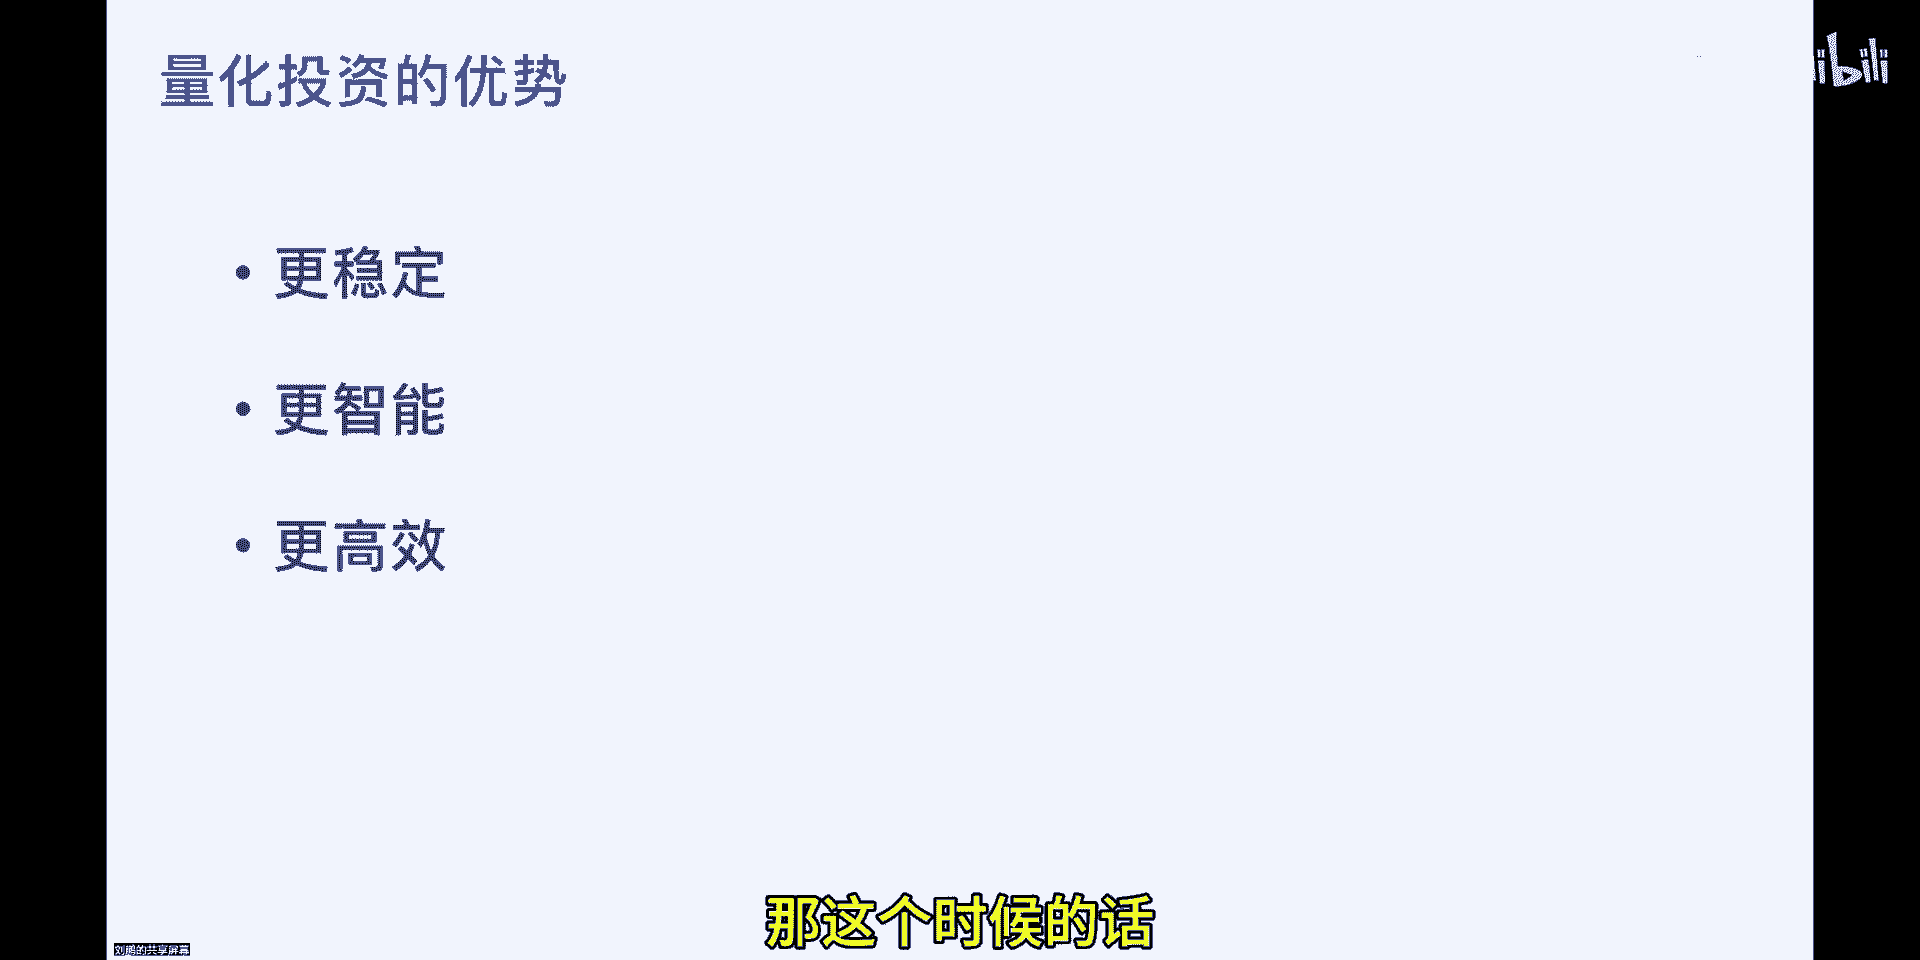 量化投资的优势
ibili
• 更稳定
• 更智能
• 更高效
那这个时候的话
刘鹏的共享屏幕